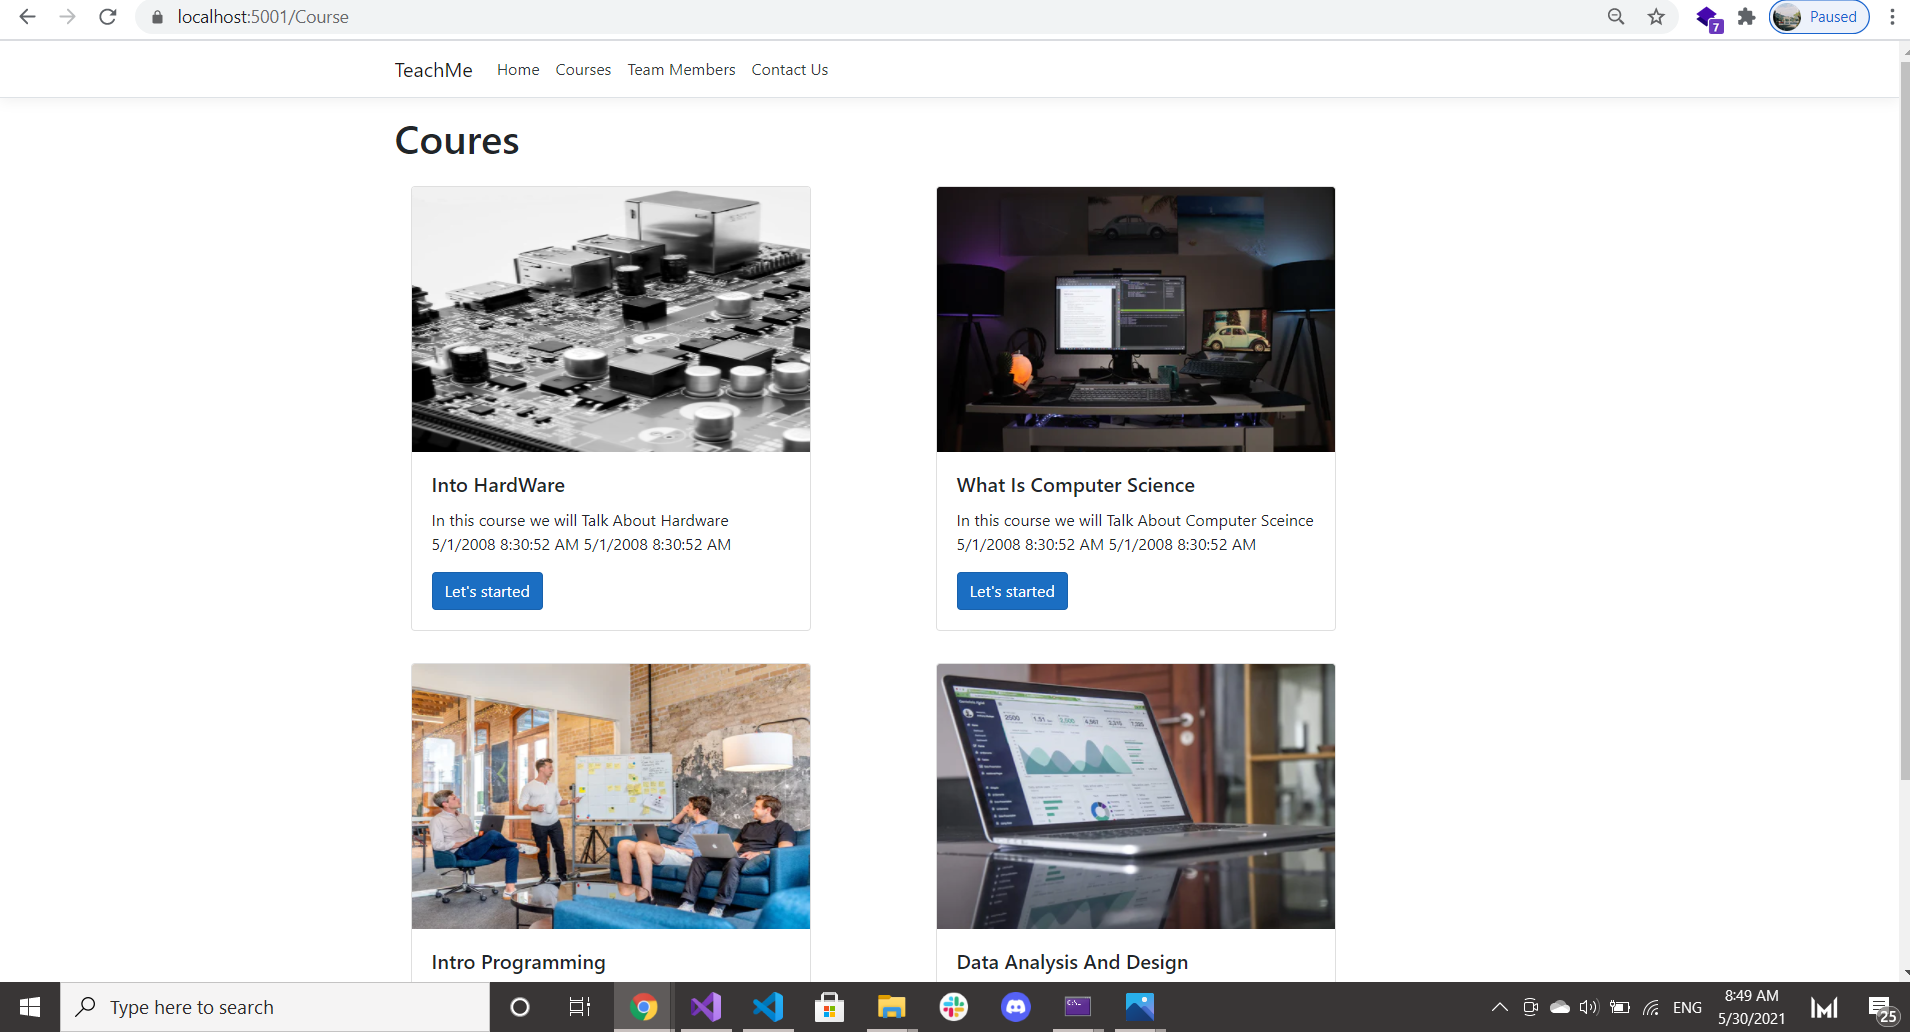 localhost:5001/Course
7
Paused
TeachMe Home Courses Team Members Contact Us
Coures
Into HardWare
In this course we will Talk About Hardware
5/1/2008 8:30:52 AM 5/1/2008 8:30:52 AM
Let's started
What Is Computer Science
In this course we will Talk About Computer Sceince
5/1/2008 8:30:52 AM 5/1/2008 8:30:52 AM
Let's started
Intro Programming
Data Analysis And Design
Type here to search
ENG
8:49 AM
5/30/2021
25